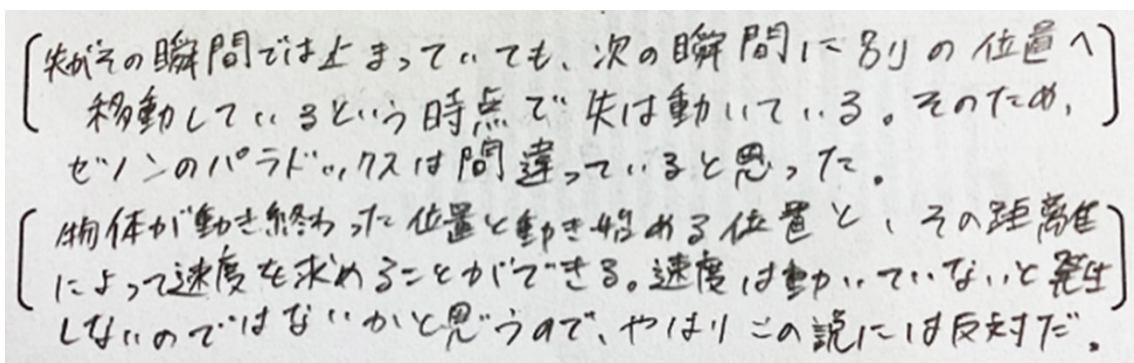 矢がその瞬間では止まっていても、次の瞬間に別の位置へ
移動しているという時点で矢は動いている。そのため、
ゼノンのパラドックスは間違っていると思った。
物体が動き終わった位置と動き始める位置と、その距離
によって速度を求めることができる。速度は動いていないと発生
しないのではないかと思うので、やはりこの説には反対だ。